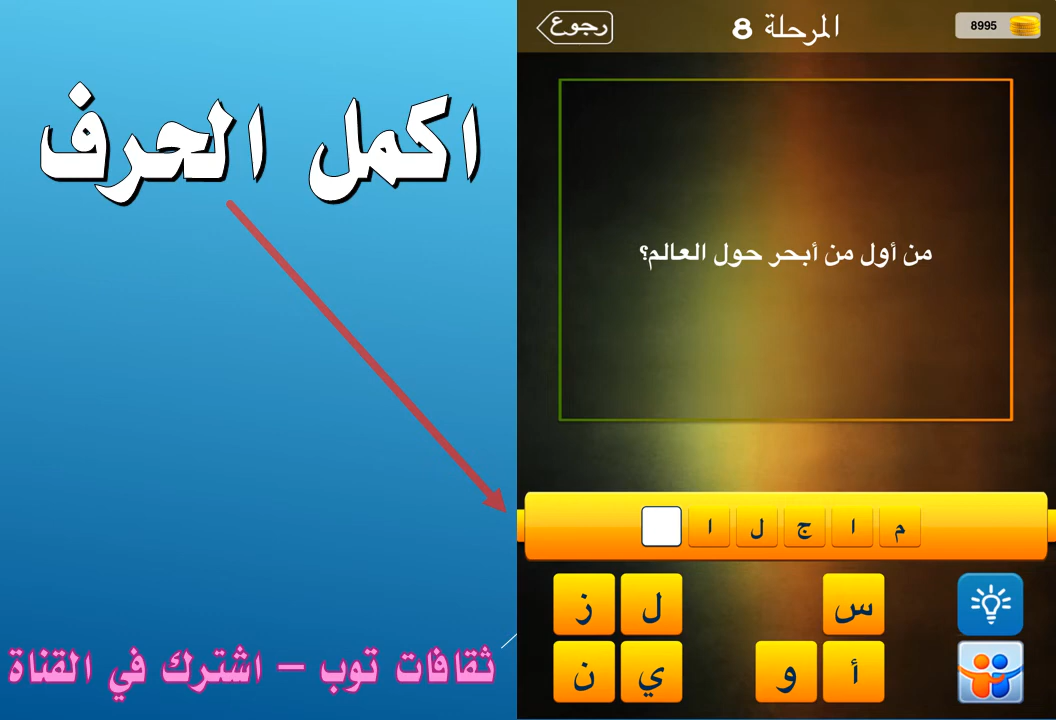 اكمل الحرف
ثقافات توب – اشترك في القناة
رجوع
المرحلة 8
8995
من أول من أبحر حول العالم؟
م ا ج ل ا
ز ل س
ن ي و أ